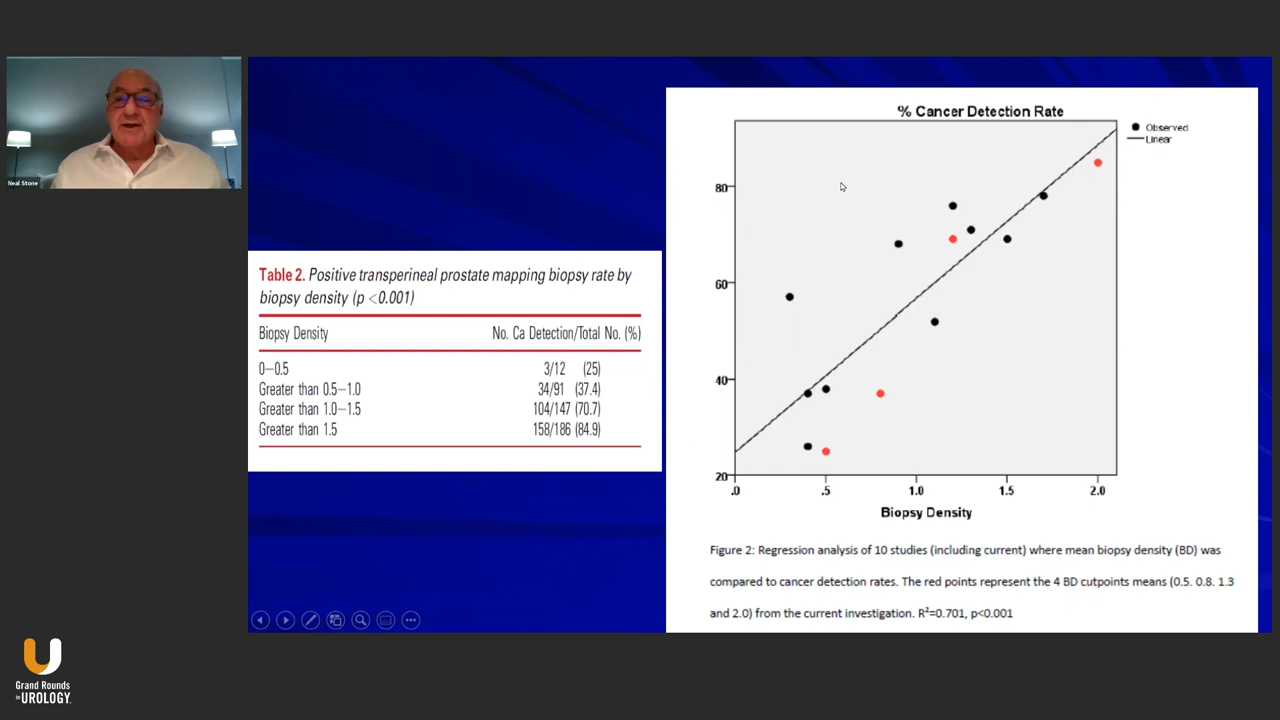 Neal Stone
Table 2. Positive transperineal prostate mapping biopsy rate by
biopsy density (p <0.001)
Biopsy Density No. Ca Detection/Total No. (%)
0–0.5 3/12 (25)
Greater than 0.5–1.0 34/91 (37.4)
Greater than 1.0–1.5 104/147 (70.7)
Greater than 1.5 158/186 (84.9)
% Cancer Detection Rate
Observed
Linear
80
60
40
20
.0 .5 1.0 1.5 2.0
Biopsy Density
Figure 2: Regression analysis of 10 studies (including current) where mean biopsy density (BD) was
compared to cancer detection rates. The red points represent the 4 BD cutpoints means (0.5. 0.8. 1.3
and 2.0) from the current investigation. R²=0.701, p<0.001
Grand Rounds
in UROLOGY